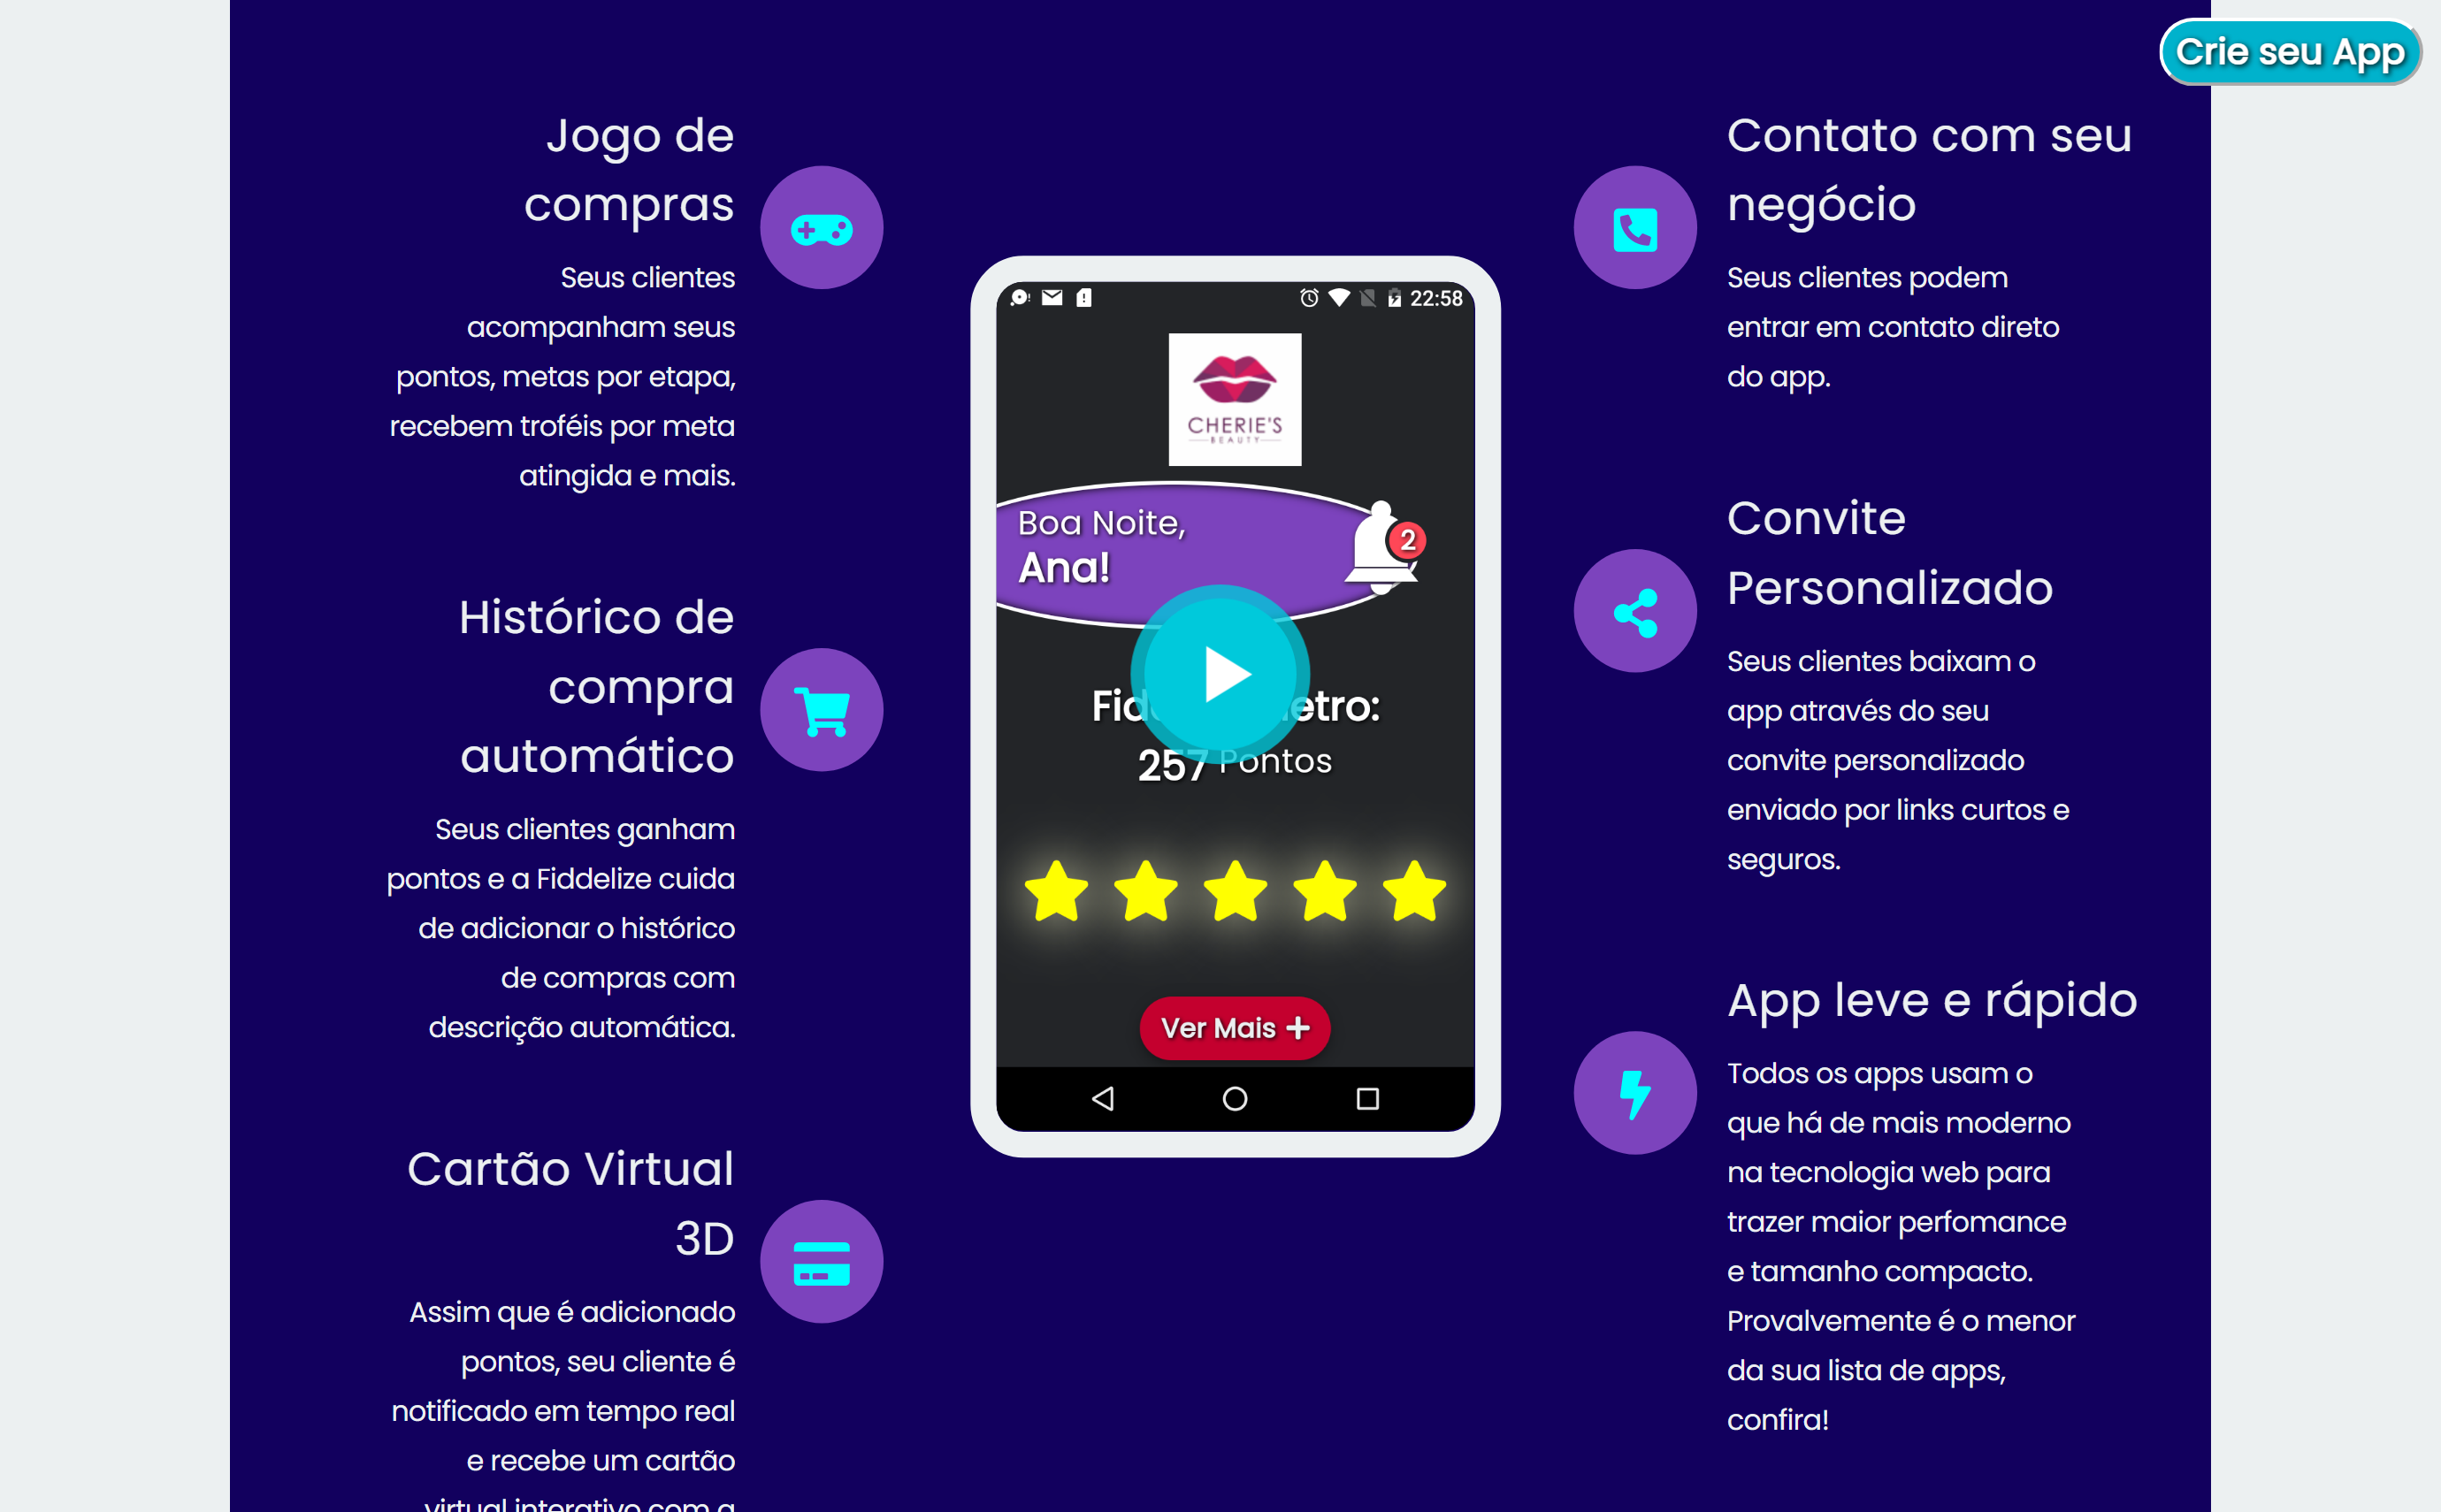 Crie seu App
Jogo de
compras
Seus clientes
acompanham seus
pontos, metas por etapa,
recebem troféis por meta
atingida e mais.
Histórico de
compra
automático
Seus clientes ganham
pontos e a Fiddelize cuida
de adicionar o histórico
de compras com
descrição automática.
Cartão Virtual
3D
Assim que é adicionado
pontos, seu cliente é
notificado em tempo real
e recebe um cartão
virtual interativo com a
22:58
CHERIE'S
BEAUTY
Boa Noite,
Ana!
2
257 Pontos
Ver Mais
Contato com seu
negócio
Seus clientes podem
entrar em contato direto
do app.
Convite
Personalizado
Seus clientes baixam o
app através do seu
convite personalizado
enviado por links curtos e
seguros.
App leve e rápido
Todos os apps usam o
que há de mais moderno
na tecnologia web para
trazer maior perfomance
e tamanho compacto.
Provalvemente é o menor
da sua lista de apps,
confira!